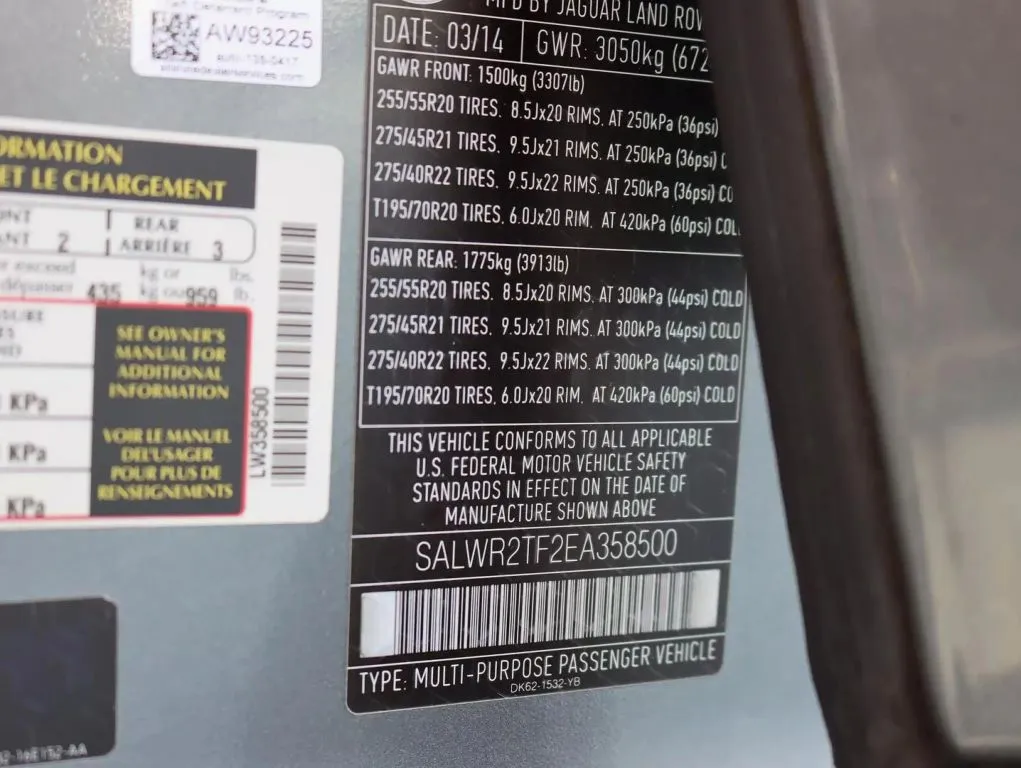 AW93225
MFD BY JAGUAR LAND ROV
DATE: 03/14 GWR: 3050kg (672
GAWR FRONT: 1500kg (3307lb)
255/55R20 TIRES. 8.5Jx20 RIMS. AT 250kPa (36psi)
275/45R21 TIRES. 9.5Jx21 RIMS. AT 250kPa (36psi) C
275/40R22 TIRES. 9.5Jx22 RIMS. AT 250kPa (36psi) CO
T195/70R20 TIRES. 6.0Jx20 RIM. AT 420kPa (60psi) COL
GAWR REAR: 1775kg (3913lb)
255/55R20 TIRES. 8.5Jx20 RIMS. AT 300kPa (44psi) COLD
275/45R21 TIRES. 9.5Jx21 RIMS. AT 300kPa (44psi) COLD
275/40R22 TIRES. 9.5Jx22 RIMS. AT 300kPa (44psi) COLD
T195/70R20 TIRES. 6.0Jx20 RIM. AT 420kPa (60psi) COLD
THIS VEHICLE CONFORMS TO ALL APPLICABLE
U.S. FEDERAL MOTOR VEHICLE SAFETY
STANDARDS IN EFFECT ON THE DATE OF
MANUFACTURE SHOWN ABOVE
SALWR2TF2EA358500
TYPE: MULTI-PURPOSE PASSENGER VEHICLE
DK62-1532-YB
ORMATION
ET LE CHARGEMENT
REAR
ANT 2 ARRIÈRE 3
exceed kg or lbs.
dépasser 435 kg ou 959 lb.
SEE OWNER'S
MANUAL FOR
ADDITIONAL
INFORMATION
VOIR LE MANUEL
DE L'USAGER
POUR PLUS DE
RENSEIGNEMENTS
KPa
KPa
KPa
LW358500